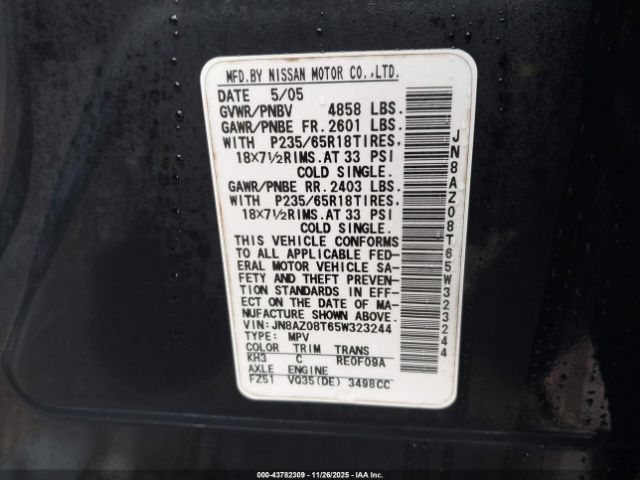 MFD.BY NISSAN MOTOR CO.,LTD.
DATE 5/05
GVWR/PNBV 4858 LBS.
GAWR/PNBE FR.2601 LBS.
WITH P235/65R18TIRES,
18X7½RIMS.AT 33 PSI
COLD SINGLE.
GAWR/PNBE RR.2403 LBS.
WITH P235/65R18TIRES,
18X7½RIMS.AT 33 PSI
COLD SINGLE.
THIS VEHICLE CONFORMS
TO ALL APPLICABLE FED-
ERAL MOTOR VEHICLE SA-
FETY AND THEFT PREVEN-
TION STANDARDS IN EFF-
ECT ON THE DATE OF MA-
NUFACTURE SHOWN ABOVE.
VIN:JN8AZ08T65W323244
TYPE: MPV
COLOR TRIM TRANS
KH3 C RE0F09A
AXLE ENGINE
FZ51 VQ35(DE) 3498CC
JN8AZ08T65W323244
000-43782309 - 11/26/2025 - IAAI.com